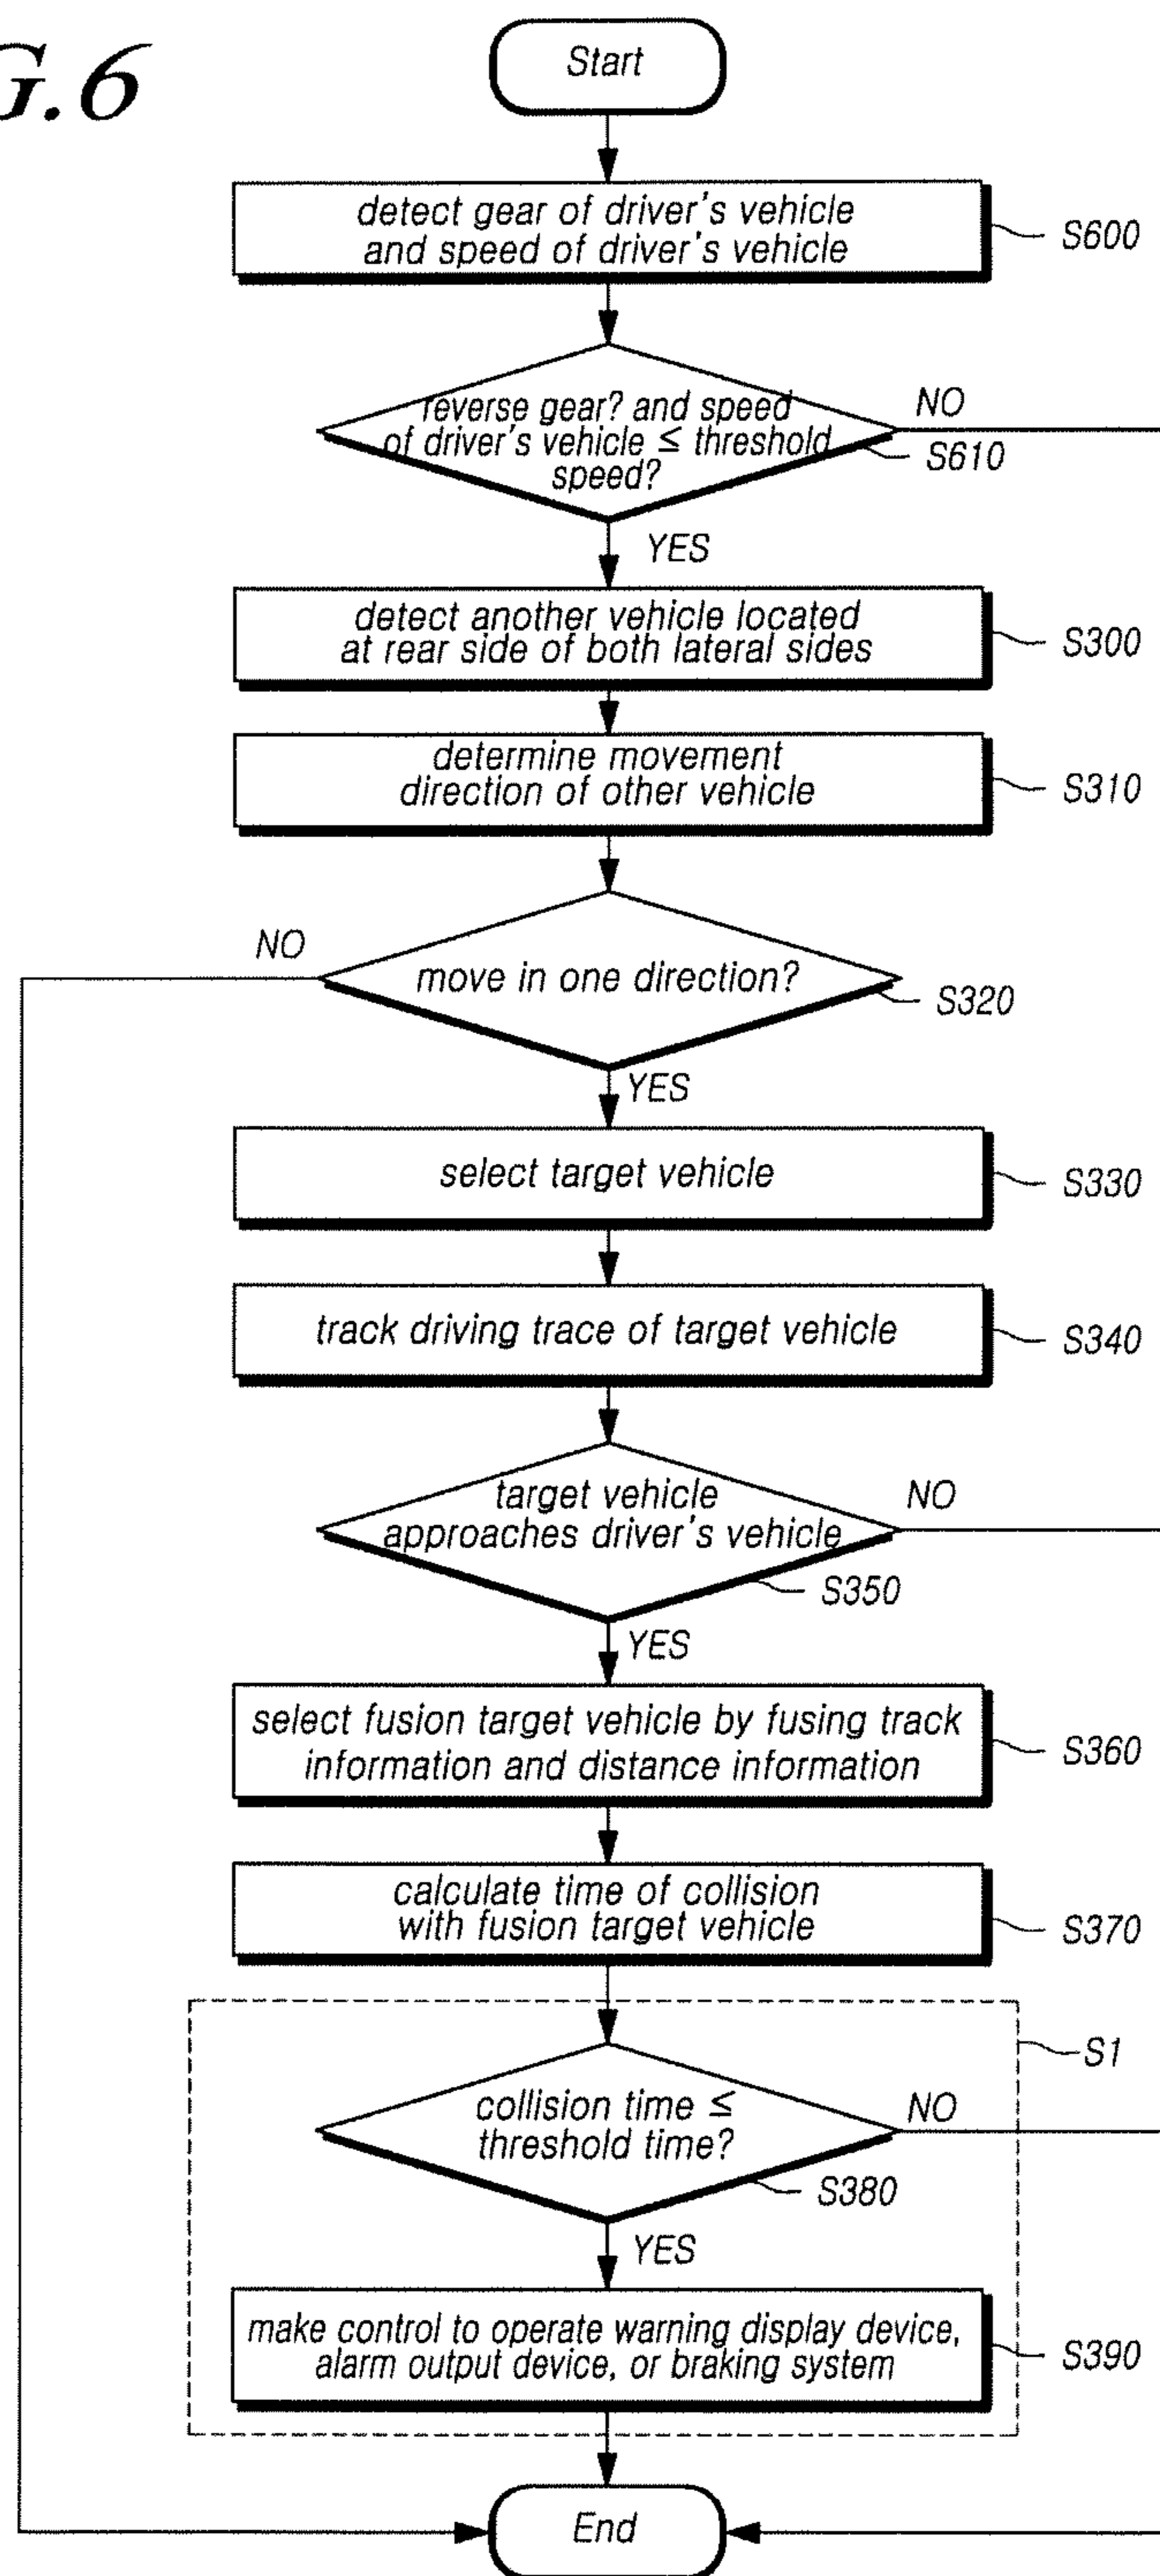 G.6
Start
detect gear of driver's vehicle
and speed of driver's vehicle
S600
reverse gear? and speed
of driver's vehicle ≤ threshold
speed?
NO
S610
YES
detect another vehicle located
at rear side of both lateral sides
S300
determine movement
direction of other vehicle
S310
NO
move in one direction?
S320
YES
select target vehicle
S330
track driving trace of target vehicle
S340
target vehicle
approaches driver's vehicle
NO
S350
YES
select fusion target vehicle by fusing track
information and distance information
S360
calculate time of collision
with fusion target vehicle
S370
S1
collision time ≤
threshold time?
NO
S380
YES
make control to operate warning display device,
alarm output device, or braking system
S390
End